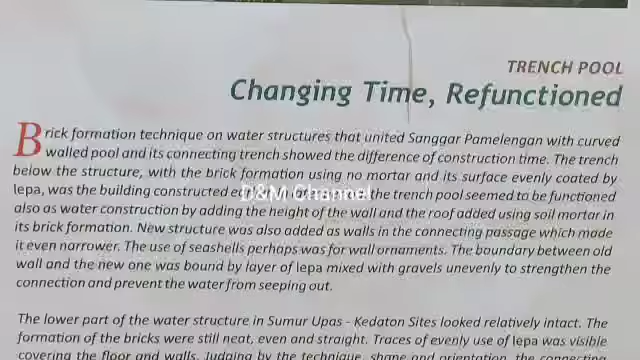 TRENCH POOL
Changing Time, Refunctioned
Brick formation technique on water structures that united Sanggar Pamelengan with curved
walled pool and its connecting trench showed the difference of construction time. The trench
below the structure, with the brick formation using no mortar and its surface evenly coated by
lepa, was the building constructed the trench pool seemed to be functioned
D&M Channel
also as water construction by adding the height of the wall and the roof added using soil mortar in
its brick formation. New structure was also added as walls in the connecting passage which made
it even narrower. The use of seashells perhaps was for wall ornaments. The boundary between old
wall and the new one was bound by layer of lepa mixed with gravels unevenly to strengthen the
connection and prevent the water from seeping out.
The lower part of the water structure in Sumur Upas - Kedaton Sites looked relatively intact. The
formation of the bricks were still neat, even and straight. Traces of evenly use of lepa was visible
covering the floor and walls. Judging by the technique, shape and orientation, the connecting